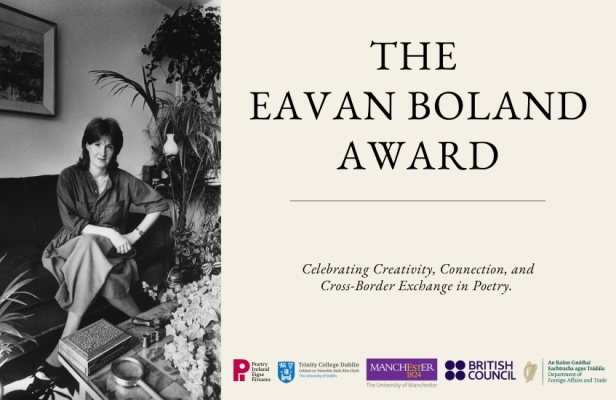 THE
EAVAN BOLAND
AWARD
Celebrating Creativity, Connection, and
Cross-Border Exchange in Poetry.
Poetry
Ireland
Éigse
Éireann
Trinity College Dublin
Coláiste na Tríonóide, Baile Átha Cliath
The University of Dublin
MANCHESTER
1824
The University of Manchester
BRITISH
COUNCIL
An Roinn Gnóthaí
Eachtracha agus Trádála
Department of
Foreign Affairs and Trade